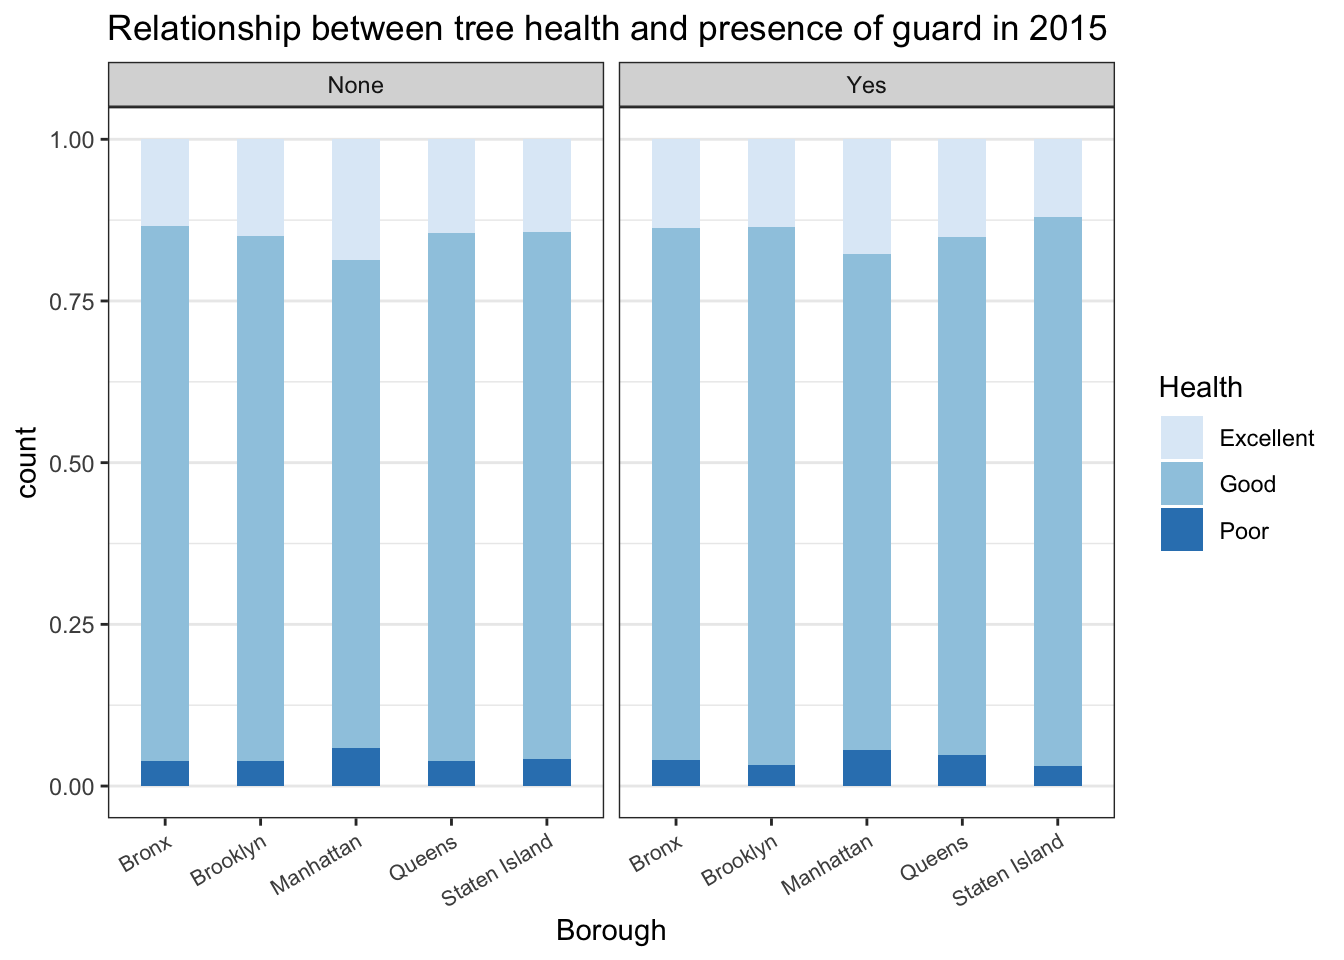 Relationship between tree health and presence of guard in 2015
None
Yes
1.00
0.75
0.50
0.25
0.00
count
Bronx
Brooklyn
Manhattan
Queens
Staten Island
Bronx
Brooklyn
Manhattan
Queens
Staten Island
Borough
Health
Excellent
Good
Poor